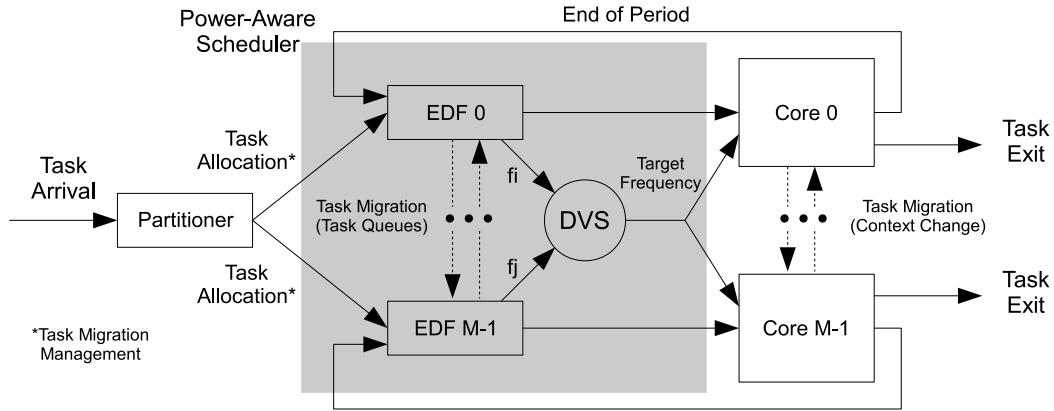 Power-Aware
Scheduler
End of Period
EDF 0
Core 0
Task
Allocation*
Task
Exit
Task
Arrival
fi
Target
Frequency
Partitioner
Task Migration
(Task Queues)
DVS
Task Migration
(Context Change)
Task
Allocation*
fj
Task
Exit
EDF M-1
Core M-1
*Task Migration
Management